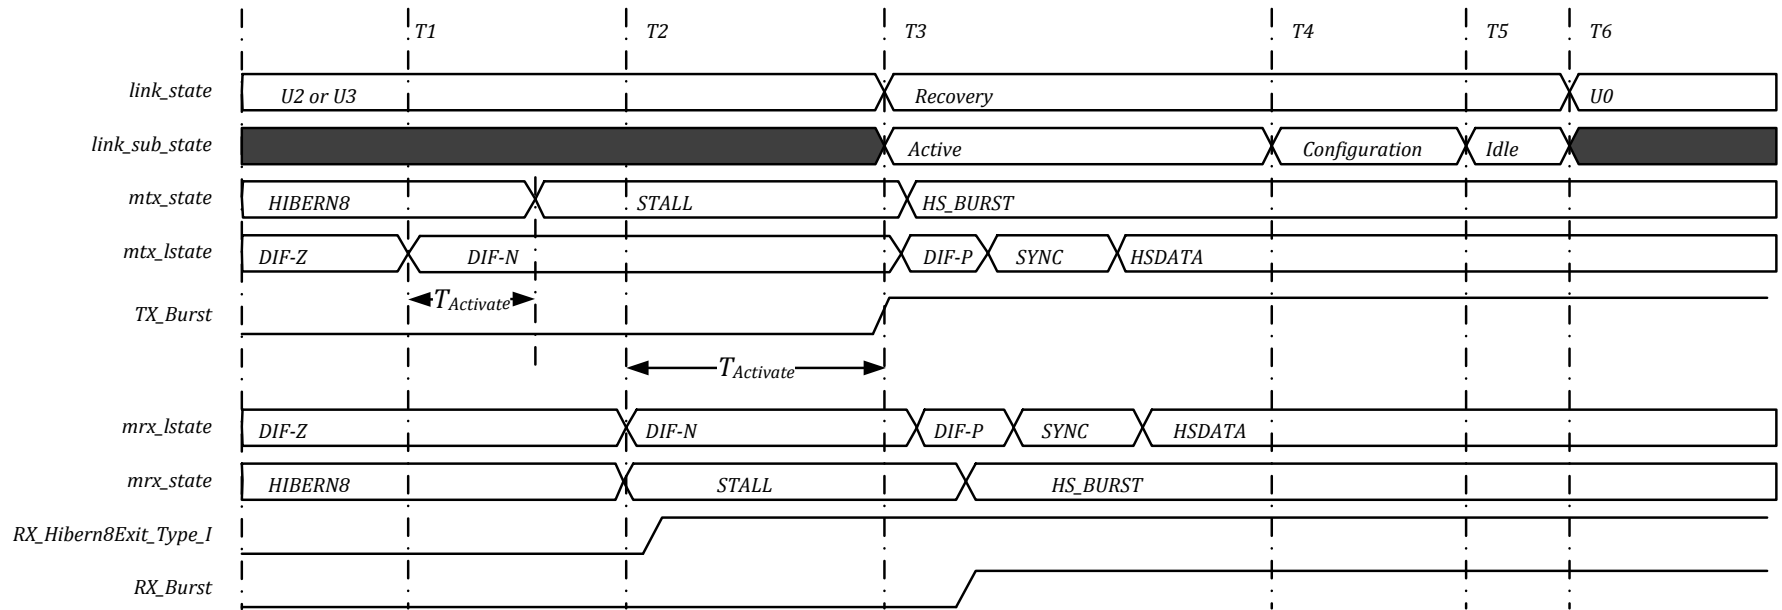 T1 T2 T3 T4 T5 T6
link_state U2 or U3 Recovery U0
link_sub_state Active Configuration Idle
mtx_state HIBERN8 STALL HS_BURST
mtx_lstate DIF-Z DIF-N DIF-P SYNC HSDATA
TActivate
TX_Burst
TActivate
mrx_lstate DIF-Z DIF-N DIF-P SYNC HSDATA
mrx_state HIBERN8 STALL HS_BURST
RX_Hibern8Exit_Type_I
RX_Burst